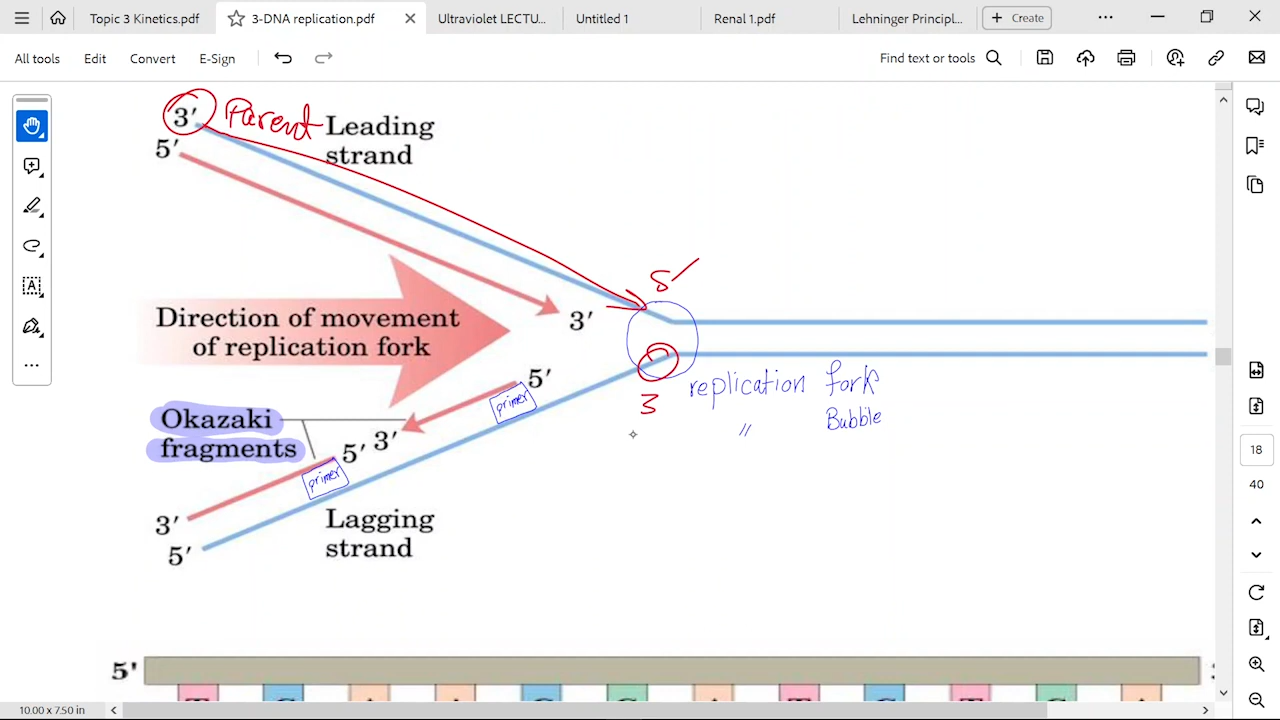 Topic 3 Kinetics.pdf
3-DNA replication.pdf
Ultraviolet LECTU...
Untitled 1
Renal 1.pdf
Lehninger Principl...
+ Create
All tools
Edit
Convert
E-Sign
Find text or tools
3′ Parent
Leading
strand
5′
5′
3′
Direction of movement
of replication fork
3
replication fork
〃 Bubble
5′
primer
Okazaki
fragments
5′ 3′
primer
3′
5′
Lagging
strand
5'
18
40
10.00 x 7.50 in